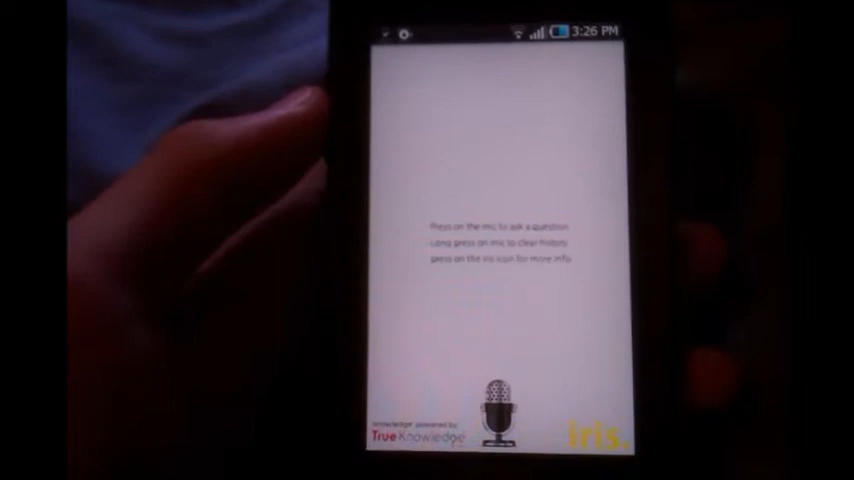 3:26 PM
Press on the mic to ask a question
Long press on mic to clear history
press on the iris icon for more info
knowledge powered by
True Knowledge
iris.